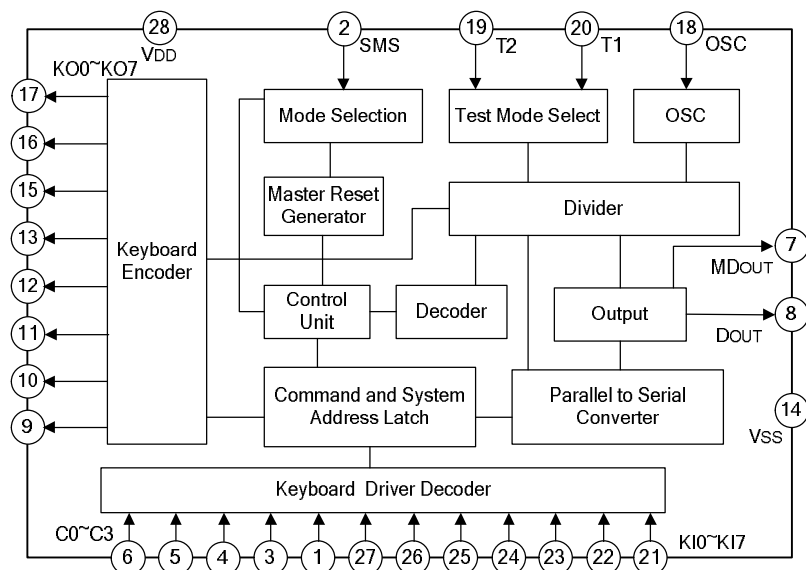 28 2 19 20 18
VDD SMS T2 T1 OSC
KO0~KO7
17
16
15
13
12
11
10
9
Keyboard
Encoder
Mode Selection
Test Mode Select
OSC
Master Reset
Generator
Divider
Control
Unit
Decoder
Output
MDOUT
7
DOUT
8
Command and System
Address Latch
Parallel to Serial
Converter
14
VSS
Keyboard Driver Decoder
C0~C3
KI0~KI7
6 5 4 3 1 27 26 25 24 23 22 21